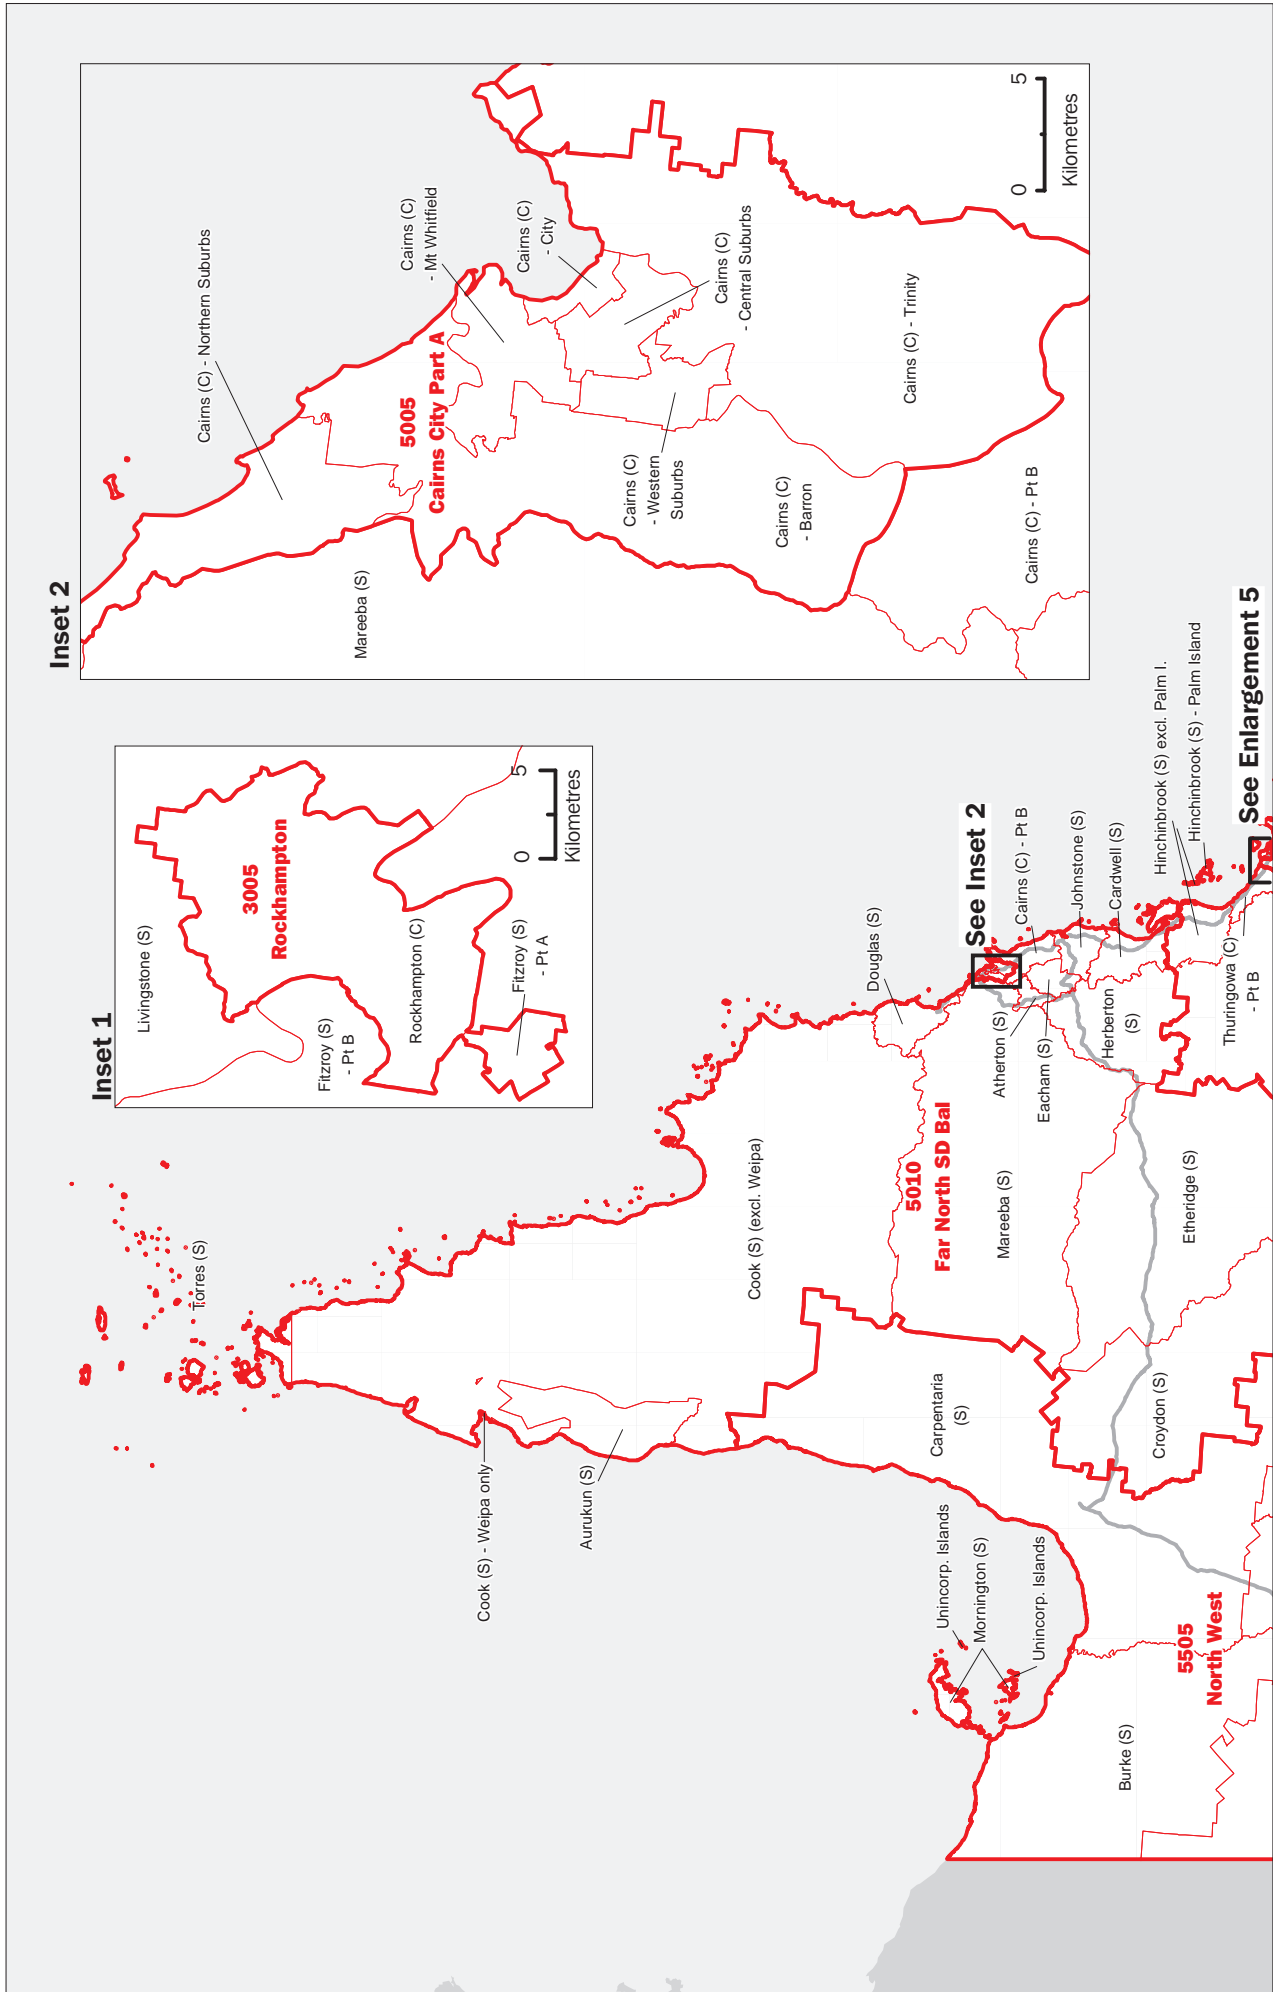 Inset 1
Livingstone (S)
3005
Rockhampton
Fitzroy (S)
- Pt B
Rockhampton (C)
Fitzroy (S)
- Pt A
0
5
Kilometres
Inset 2
Cairns (C) - Northern Suburbs
Mareeba (S)
5005
Cairns City Part A
Cairns (C)
- Mt Whitfield
Cairns (C)
- City
Cairns (C)
- Western
Suburbs
Cairns (C)
- Central Suburbs
Cairns (C)
- Barron
Cairns (C) - Trinity
Cairns (C) - Pt B
0
5
Kilometres
Torres (S)
Cook (S) - Weipa only
Aurukun (S)
Cook (S) (excl. Weipa)
Douglas (S)
5010
Far North SD Bal
Carpentaria
(S)
Mareeba (S)
See Inset 2
Unincorp. Islands
Mornington (S)
Unincorp. Islands
Atherton (S)
Eacham (S)
Cairns (C) - Pt B
Johnstone (S)
Herberton
(S)
Cardwell (S)
Burke (S)
5505
North West
Croydon (S)
Etheridge (S)
Hinchinbrook (S) excl. Palm I.
Hinchinbrook (S) - Palm Island
Thuringowa (C)
- Pt B
See Enlargement 5